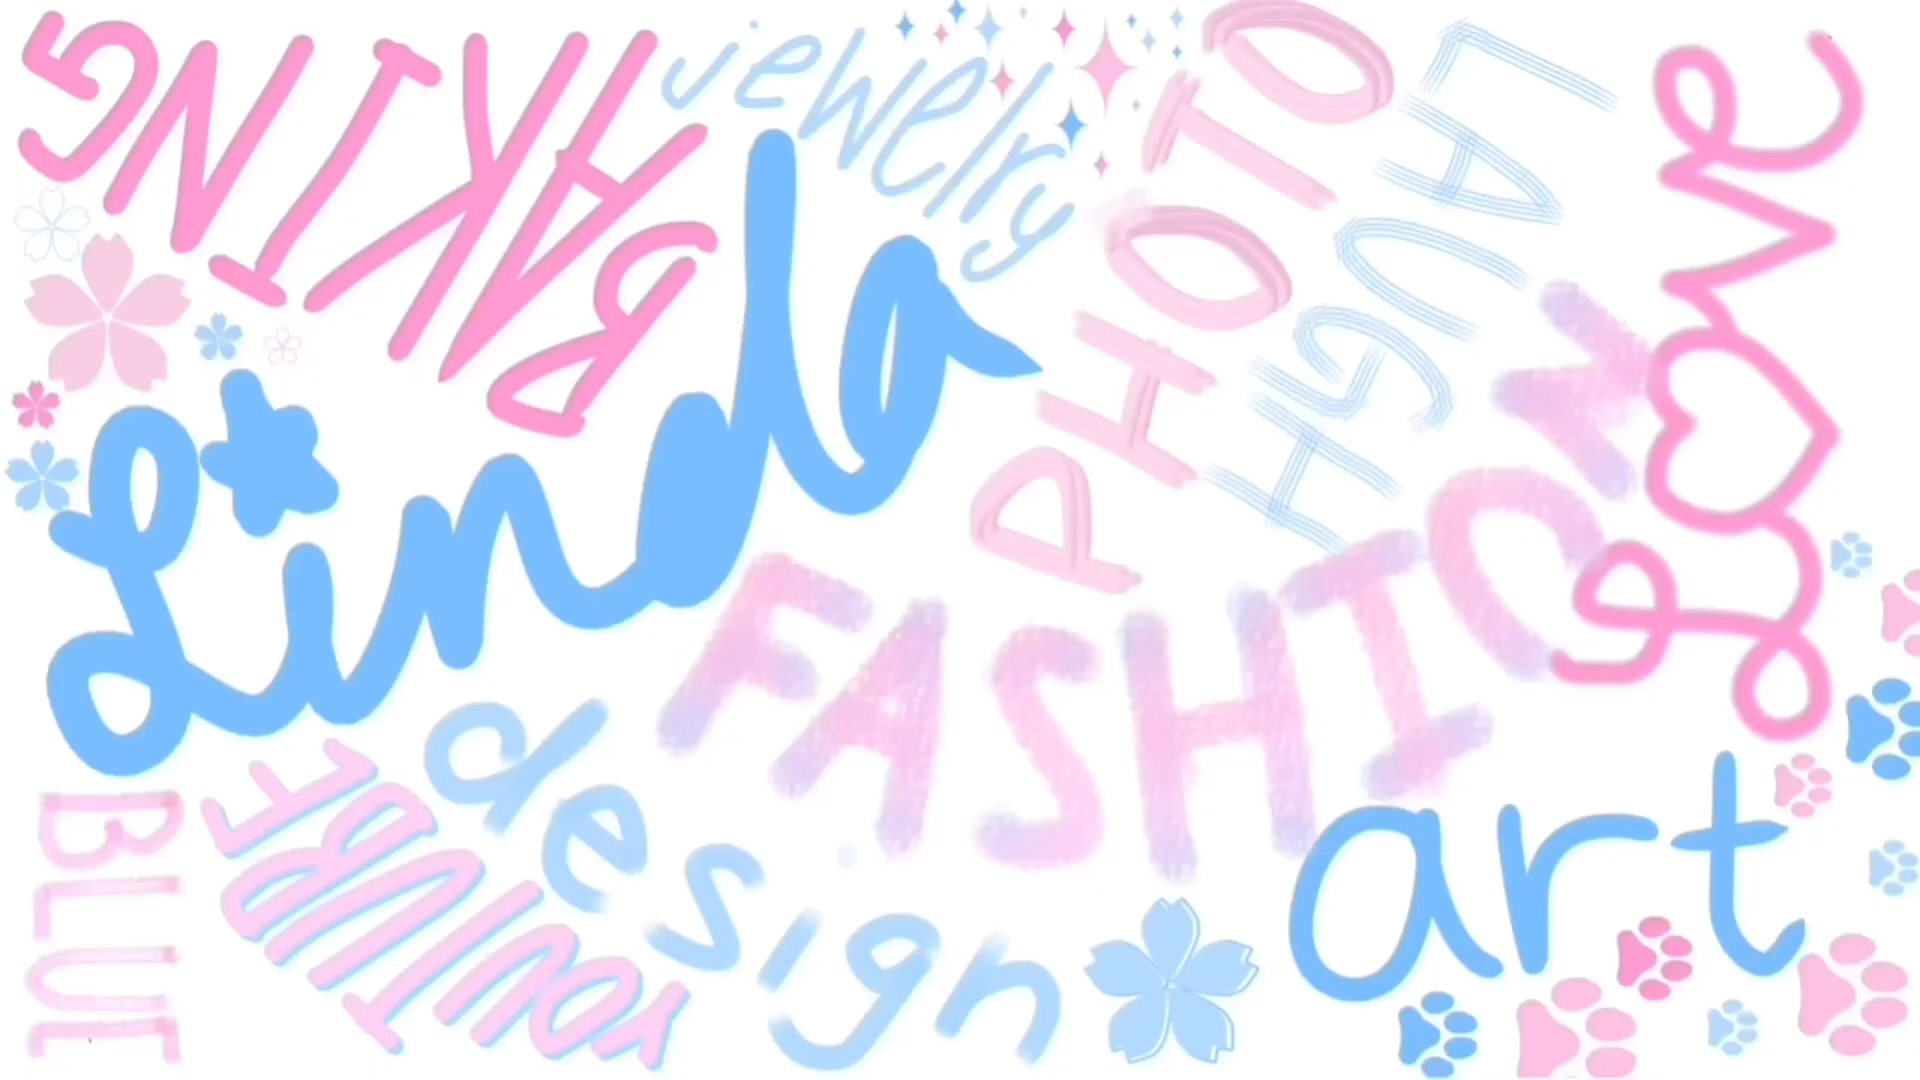 BAKING
jewelry
PHOTO
LAUGH
Love
Linda
FASHION
design
YOUTUBE
BLUE
art